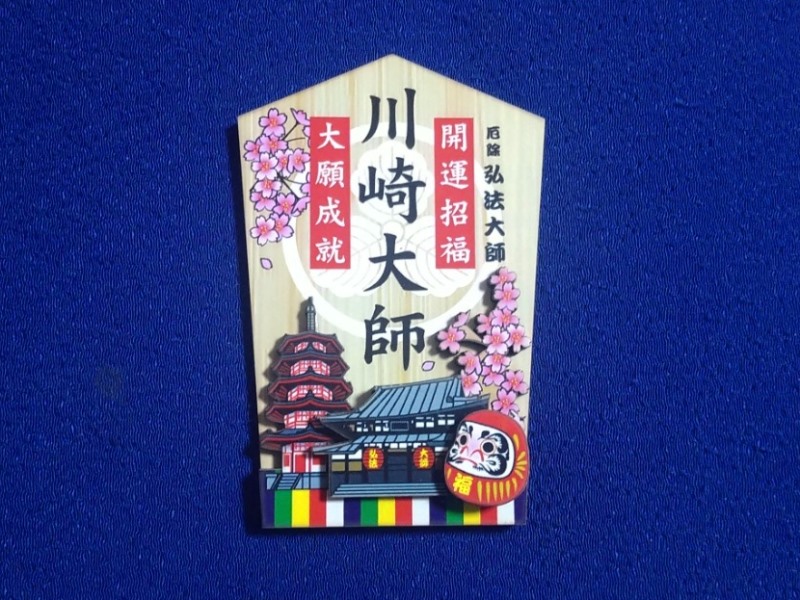 厄除 弘法大師
開運招福
川崎大師
大願成就
弘法
大師
福